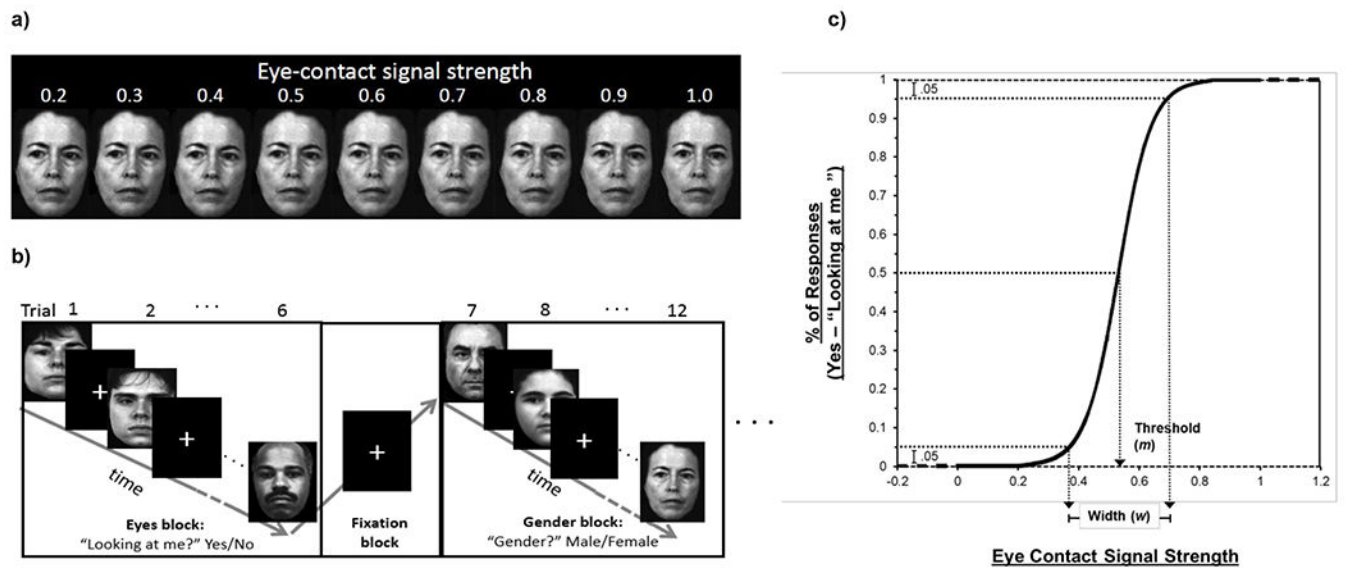 a)
Eye-contact signal strength
0.2 0.3 0.4 0.5 0.6 0.7 0.8 0.9 1.0
b)
Trial 1 2 ... 6 7 8 ... 12
+
+
+
+
+
...
...
...
time
time
Eyes block:
"Looking at me?" Yes/No
Fixation
block
Gender block:
"Gender?" Male/Female
c)
% of Responses
(Yes – "Looking at me")
1
0.9
0.8
0.7
0.6
0.5
0.4
0.3
0.2
0.1
0
.05
.05
Threshold
(m)
-0.2 0 0.2 0.4 0.6 0.8 1 1.2
Width (w)
Eye Contact Signal Strength